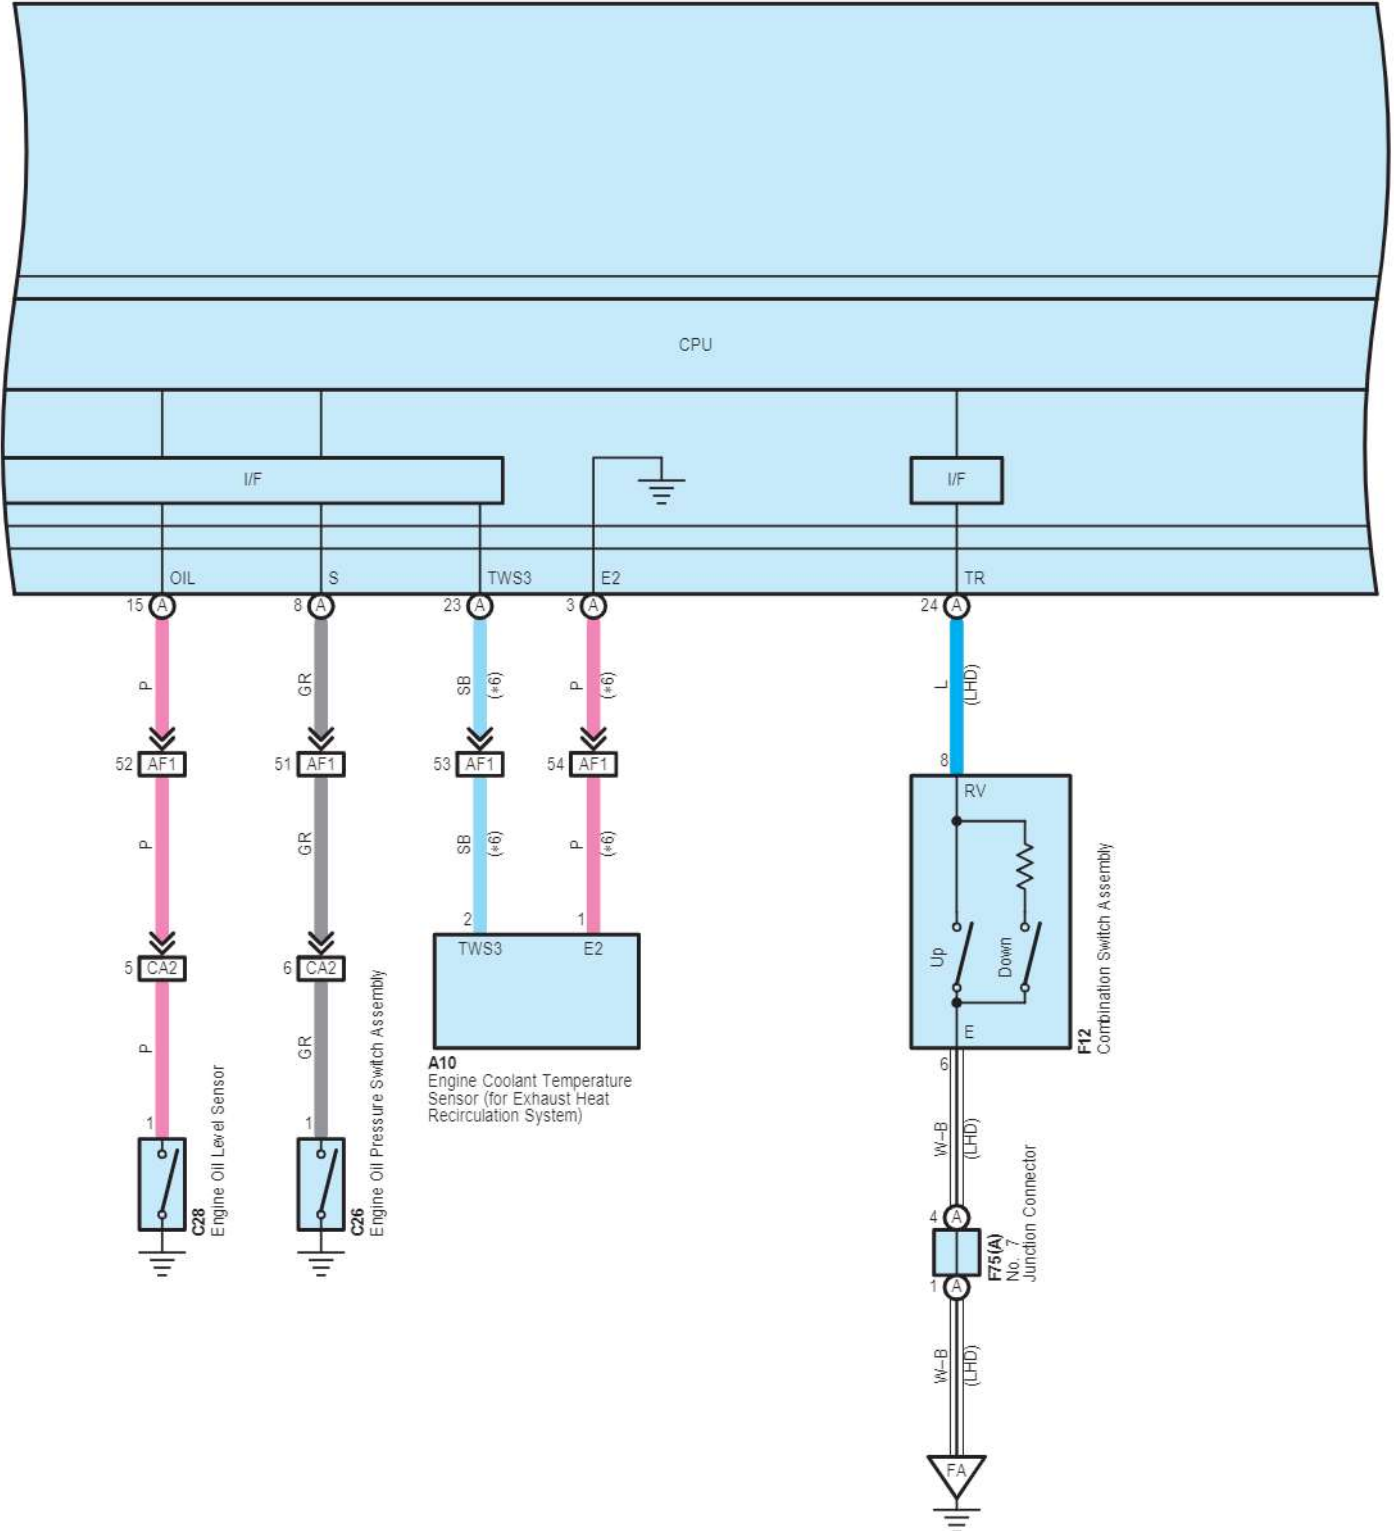 CPU
I/F
I/F
OIL
S
TWS3
E2
TR
15 A
8 A
23 A
3 A
24 A
P
GR
SB
(*6)
P
(*6)
L
(LHD)
52 AF1
51 AF1
53 AF1
54 AF1
8
RV
P
GR
SB
(*6)
P
(*6)
2
1
TWS3
E2
Up
Down
E
6
F12
Combination Switch Assembly
5 CA2
6 CA2
A10
Engine Coolant Temperature
Sensor (for Exhaust Heat
Recirculation System)
P
GR
1
1
C28
Engine Oil Level Sensor
C26
Engine Oil Pressure Switch Assembly
W-B
(LHD)
4 A
F75(A)
No. 7
Junction Connector
1 A
W-B
(LHD)
FA